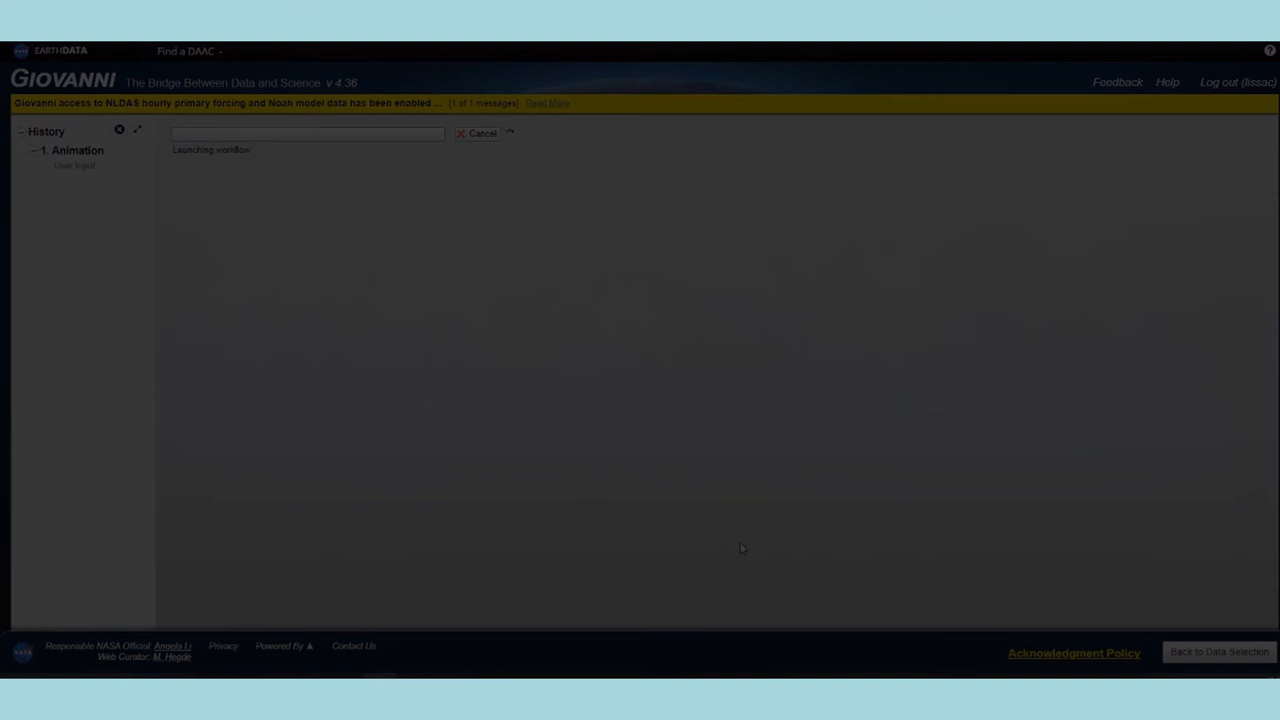 EARTHDATA Find a DAAC
GIOVANNI The Bridge Between Data and Science v 4.36 Feedback Help Log out (lissac)
Giovanni access to NLDAS hourly primary forcing and Noah model data has been enabled ... [1 of 1 messages] Read More
History
Cancel
1. Animation
Launching workflow
User Input
Responsible NASA Official: Angela Li Privacy Powered By ▲ Contact Us
Web Curator: M. Hegde
Acknowledgment Policy Back to Data Selection
NASA